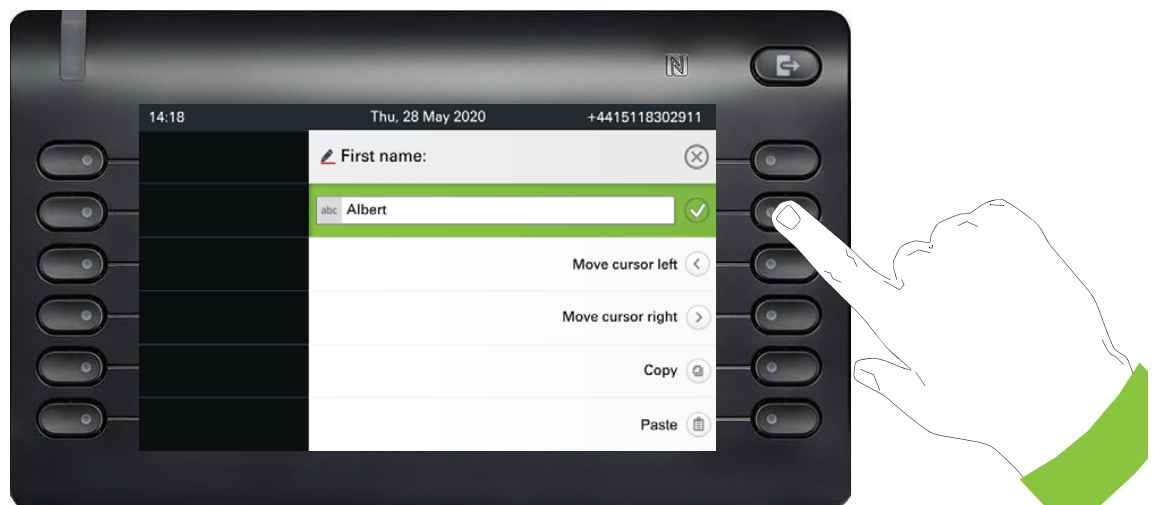 14:18 Thu, 28 May 2020 +4415118302911
First name:
abc Albert
Move cursor left
Move cursor right
Copy
Paste